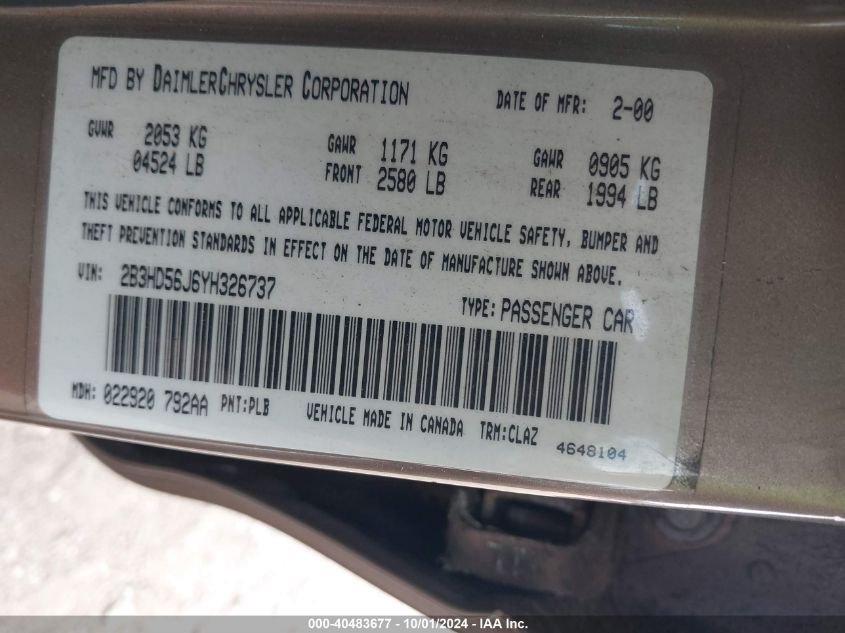 MFD BY DAIMLERCHRYSLER CORPORATION DATE OF MFR: 2-00
GVWR 2053 KG GAWR 1171 KG GAWR 0905 KG
04524 LB FRONT 2580 LB REAR 1994 LB
THIS VEHICLE CONFORMS TO ALL APPLICABLE FEDERAL MOTOR VEHICLE SAFETY, BUMPER AND
THEFT PREVENTION STANDARDS IN EFFECT ON THE DATE OF MANUFACTURE SHOWN ABOVE.
VIN: 2B3HD56J6YH326737 TYPE: PASSENGER CAR
MDH: 022920 792AA PNT:PLB VEHICLE MADE IN CANADA TRM:CLAZ 4648104
000-40483677 - 10/01/2024 - IAA Inc.